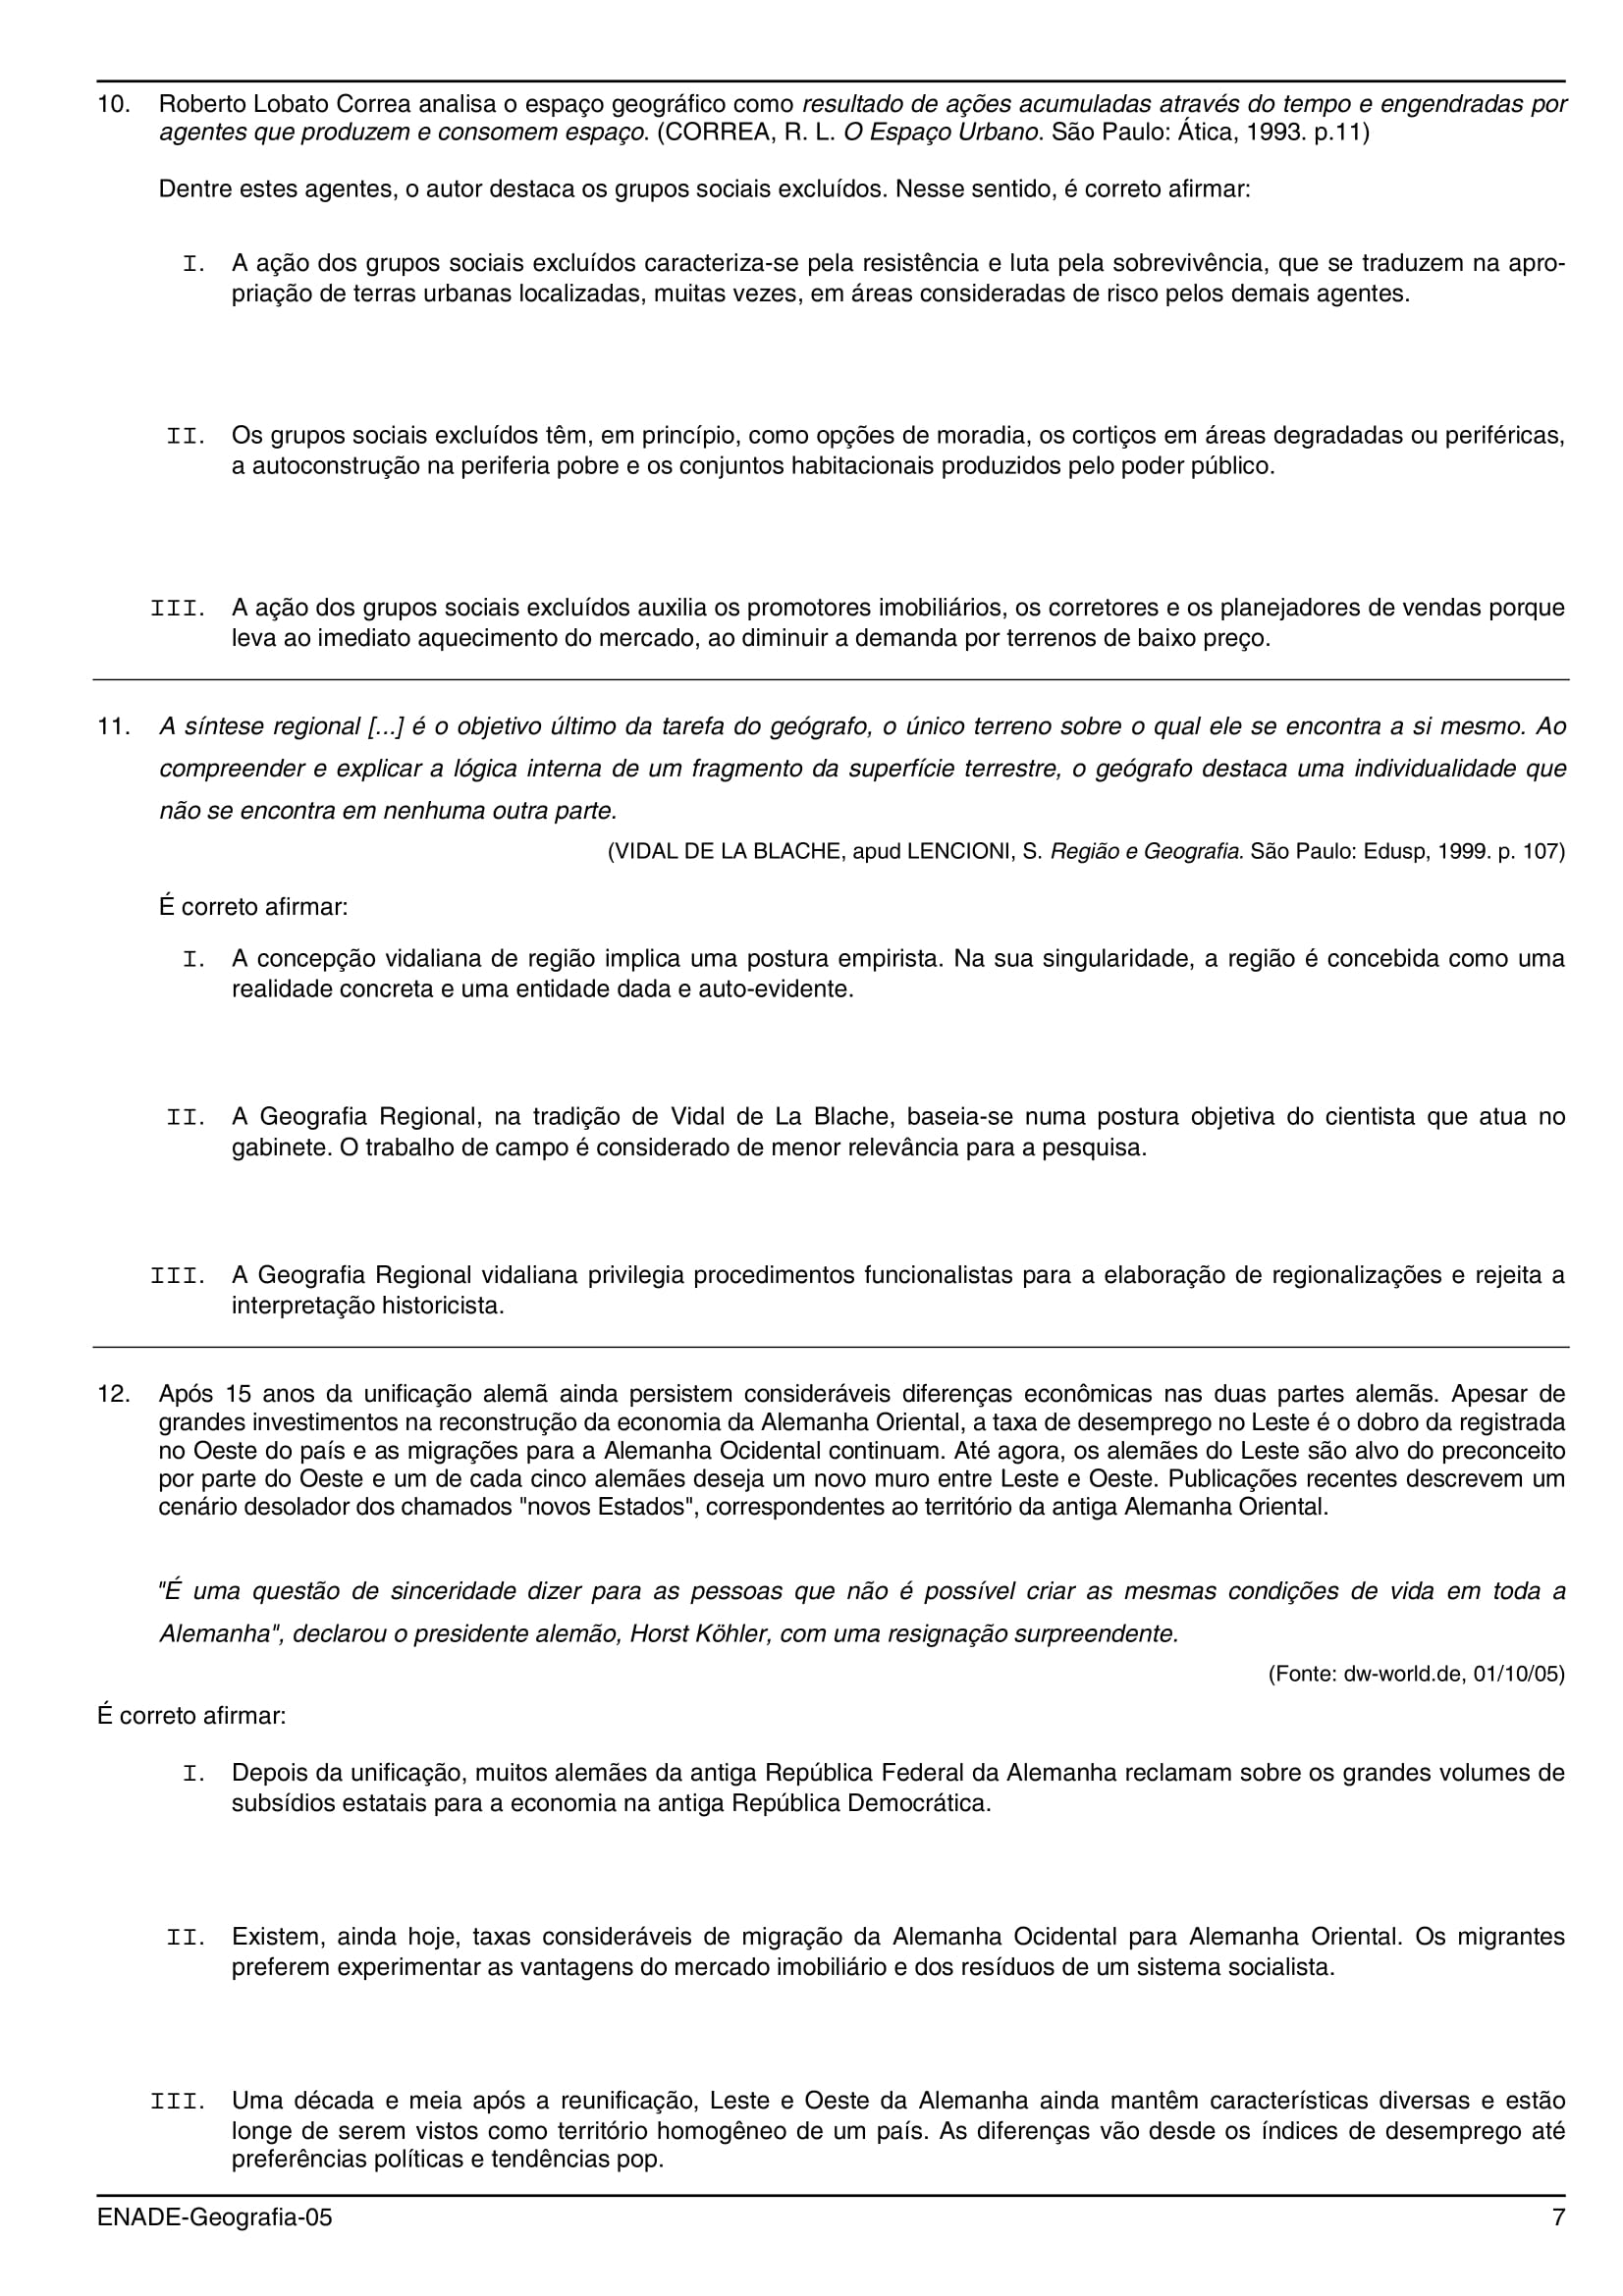 10. Roberto Lobato Correa analisa o espaço geográfico como resultado de ações acumuladas através do tempo e engendradas por
agentes que produzem e consomem espaço. (CORREA, R. L. O Espaço Urbano. São Paulo: Ática, 1993. p.11)
Dentre estes agentes, o autor destaca os grupos sociais excluídos. Nesse sentido, é correto afirmar:
I. A ação dos grupos sociais excluídos caracteriza-se pela resistência e luta pela sobrevivência, que se traduzem na apro-
priação de terras urbanas localizadas, muitas vezes, em áreas consideradas de risco pelos demais agentes.
II. Os grupos sociais excluídos têm, em princípio, como opções de moradia, os cortiços em áreas degradadas ou periféricas,
a autoconstrução na periferia pobre e os conjuntos habitacionais produzidos pelo poder público.
III. A ação dos grupos sociais excluídos auxilia os promotores imobiliários, os corretores e os planejadores de vendas porque
leva ao imediato aquecimento do mercado, ao diminuir a demanda por terrenos de baixo preço.
11. A síntese regional [...] é o objetivo último da tarefa do geógrafo, o único terreno sobre o qual ele se encontra a si mesmo. Ao
compreender e explicar a lógica interna de um fragmento da superfície terrestre, o geógrafo destaca uma individualidade que
não se encontra em nenhuma outra parte.
(VIDAL DE LA BLACHE, apud LENCIONI, S. Região e Geografia. São Paulo: Edusp, 1999. p. 107)
É correto afirmar:
I. A concepção vidaliana de região implica uma postura empirista. Na sua singularidade, a região é concebida como uma
realidade concreta e uma entidade dada e auto-evidente.
II. A Geografia Regional, na tradição de Vidal de La Blache, baseia-se numa postura objetiva do cientista que atua no
gabinete. O trabalho de campo é considerado de menor relevância para a pesquisa.
III. A Geografia Regional vidaliana privilegia procedimentos funcionalistas para a elaboração de regionalizações e rejeita a
interpretação historicista.
12. Após 15 anos da unificação alemã ainda persistem consideráveis diferenças econômicas nas duas partes alemãs. Apesar de
grandes investimentos na reconstrução da economia da Alemanha Oriental, a taxa de desemprego no Leste é o dobro da registrada
no Oeste do país e as migrações para a Alemanha Ocidental continuam. Até agora, os alemães do Leste são alvo do preconceito
por parte do Oeste e um de cada cinco alemães deseja um novo muro entre Leste e Oeste. Publicações recentes descrevem um
cenário desolador dos chamados "novos Estados", correspondentes ao território da antiga Alemanha Oriental.
"É uma questão de sinceridade dizer para as pessoas que não é possível criar as mesmas condições de vida em toda a
Alemanha", declarou o presidente alemão, Horst Köhler, com uma resignação surpreendente.
(Fonte: dw-world.de, 01/10/05)
É correto afirmar:
I. Depois da unificação, muitos alemães da antiga República Federal da Alemanha reclamam sobre os grandes volumes de
subsídios estatais para a economia na antiga República Democrática.
II. Existem, ainda hoje, taxas consideráveis de migração da Alemanha Ocidental para Alemanha Oriental. Os migrantes
preferem experimentar as vantagens do mercado imobiliário e dos resíduos de um sistema socialista.
III. Uma década e meia após a reunificação, Leste e Oeste da Alemanha ainda mantêm características diversas e estão
longe de serem vistos como território homogêneo de um país. As diferenças vão desde os índices de desemprego até
preferências políticas e tendências pop.
ENADE-Geografia-05 7